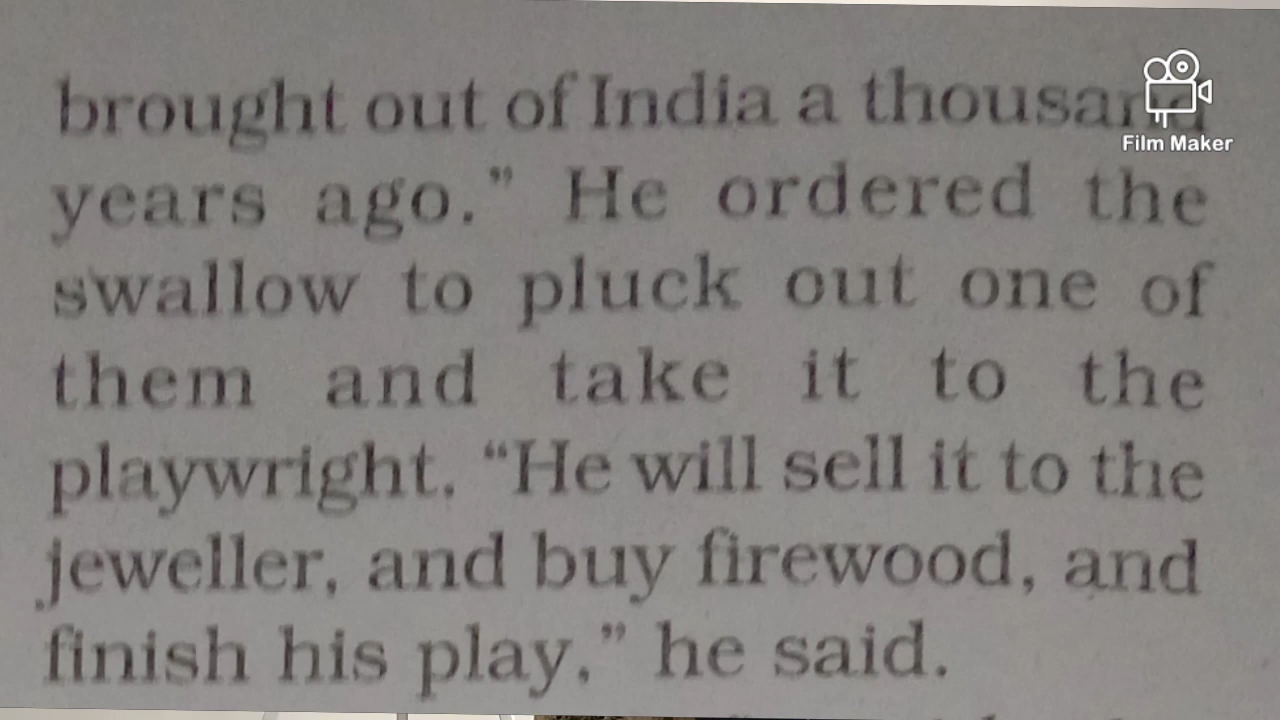 brought out of India a thousand
years ago.” He ordered the
swallow to pluck out one of
them and take it to the
playwright. “He will sell it to the
jeweller, and buy firewood, and
finish his play,” he said.
Film Maker